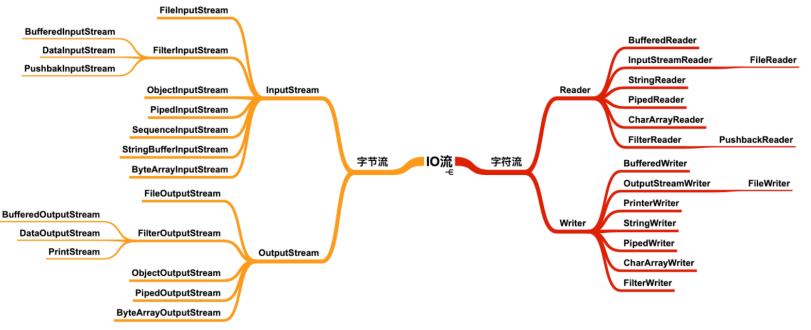 IO流
字节流
InputStream
FileInputStream
FilterInputStream
BufferedInputStream
DataInputStream
PushbakInputStream
ObjectInputStream
PipedInputStream
SequenceInputStream
StringBufferInputStream
ByteArrayInputStream
OutputStream
FileOutputStream
FilterOutputStream
BufferedOutputStream
DataOutputStream
PrintStream
ObjectOutputStream
PipedOutputStream
ByteArrayOutputStream
字符流
Reader
BufferedReader
InputStreamReader
FileReader
StringReader
PipedReader
CharArrayReader
FilterReader
PushbackReader
Writer
BufferedWriter
OutputStreamWriter
FileWriter
PrinterWriter
StringWriter
PipedWriter
CharArrayWriter
FilterWriter